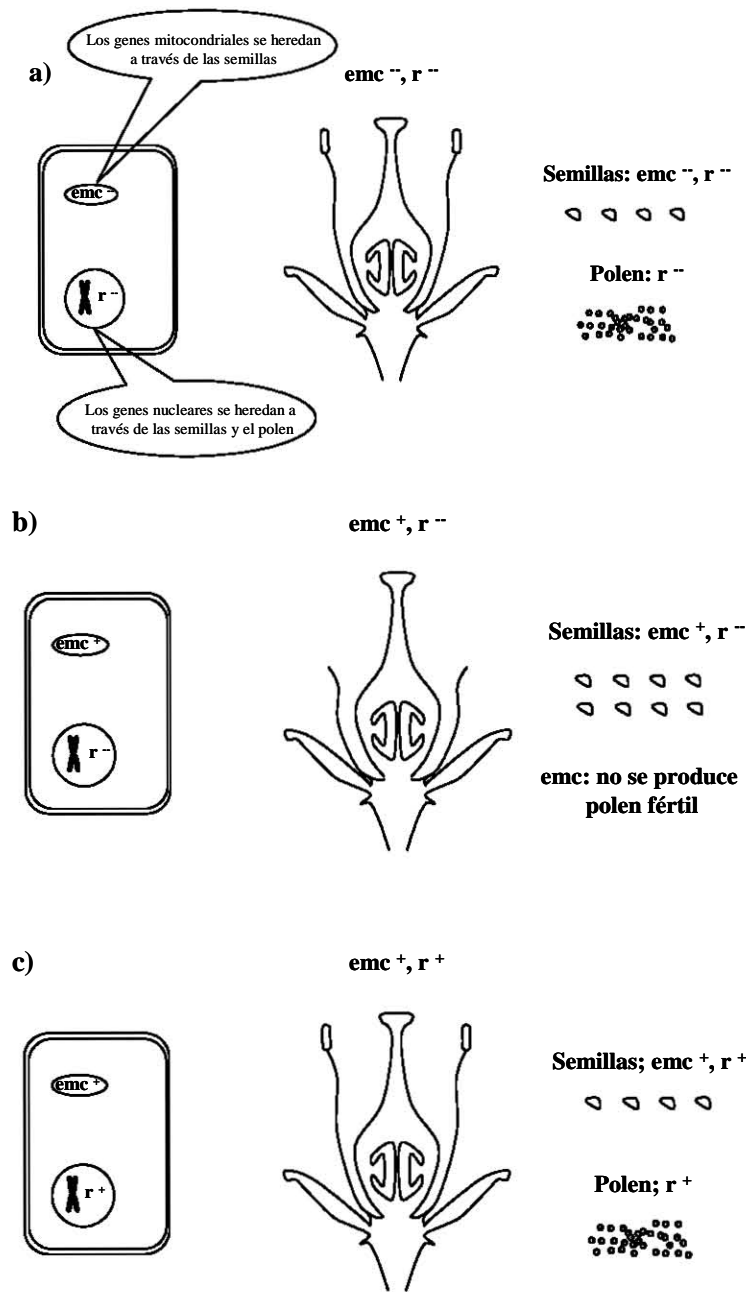 Los genes mitocondriales se heredan
a través de las semillas
a)
emc --, r --
emc --
r --
Semillas: emc --, r --
Polen: r --
Los genes nucleares se heredan a
través de las semillas y el polen
b)
emc +, r --
emc +
r --
Semillas: emc +, r --
emc: no se produce
polen fértil
c)
emc +, r +
emc +
r +
Semillas; emc +, r +
Polen; r +